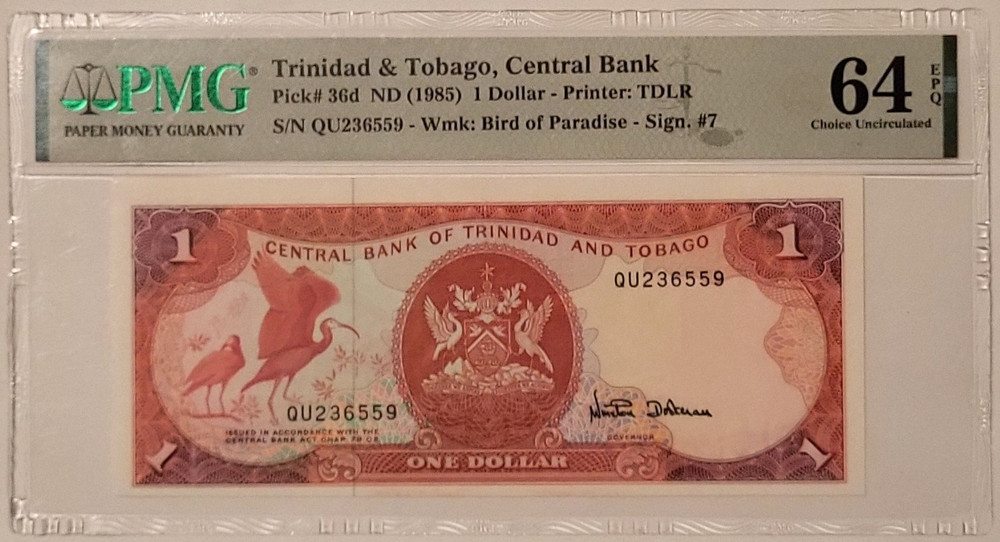 PMG®
PAPER MONEY GUARANTY
Trinidad & Tobago, Central Bank
Pick# 36d ND (1985) 1 Dollar - Printer: TDLR
S/N QU236559 - Wmk: Bird of Paradise - Sign. #7
64
EPQ
Choice Uncirculated
1
1
CENTRAL BANK OF TRINIDAD AND TOBAGO
QU236559
QU236559
ISSUED IN ACCORDANCE WITH THE
CENTRAL BANK ACT CHAP. 79:02
GOVERNOR
1
1
ONE DOLLAR